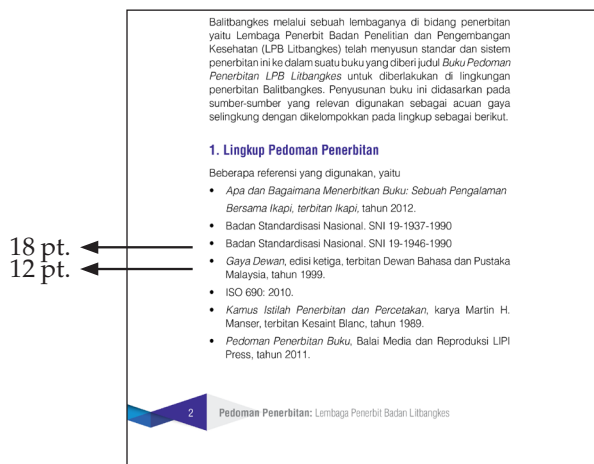 Balitbangkes melalui sebuah lembaganya di bidang penerbitan
yaitu Lembaga Penerbit Badan Penelitian dan Pengembangan
Kesehatan (LPB Litbangkes) telah menyusun standar dan sistem
penerbitan ini ke dalam suatu buku yang diberi judul Buku Pedoman
Penerbitan LPB Litbangkes untuk diberlakukan di lingkungan
penerbitan Balitbangkes. Penyusunan buku ini didasarkan pada
sumber-sumber yang relevan digunakan sebagai acuan gaya
selingkung dengan dikelompokkan pada lingkup sebagai berikut.
1. Lingkup Pedoman Penerbitan
Beberapa referensi yang digunakan, yaitu
• Apa dan Bagaimana Menerbitkan Buku: Sebuah Pengalaman
Bersama Ikapi, terbitan Ikapi, tahun 2012.
• Badan Standardisasi Nasional. SNI 19-1937-1990
• Badan Standardisasi Nasional. SNI 19-1946-1990
18 pt.
• Gaya Dewan, edisi ketiga, terbitan Dewan Bahasa dan Pustaka
12 pt.
Malaysia, tahun 1999.
• ISO 690: 2010.
• Kamus Istilah Penerbitan dan Percetakan, karya Martin H.
Manser, terbitan Kesaint Blanc, tahun 1989.
• Pedoman Penerbitan Buku, Balai Media dan Reproduksi LIPI
Press, tahun 2011.
2 Pedoman Penerbitan: Lembaga Penerbit Badan Litbangkes